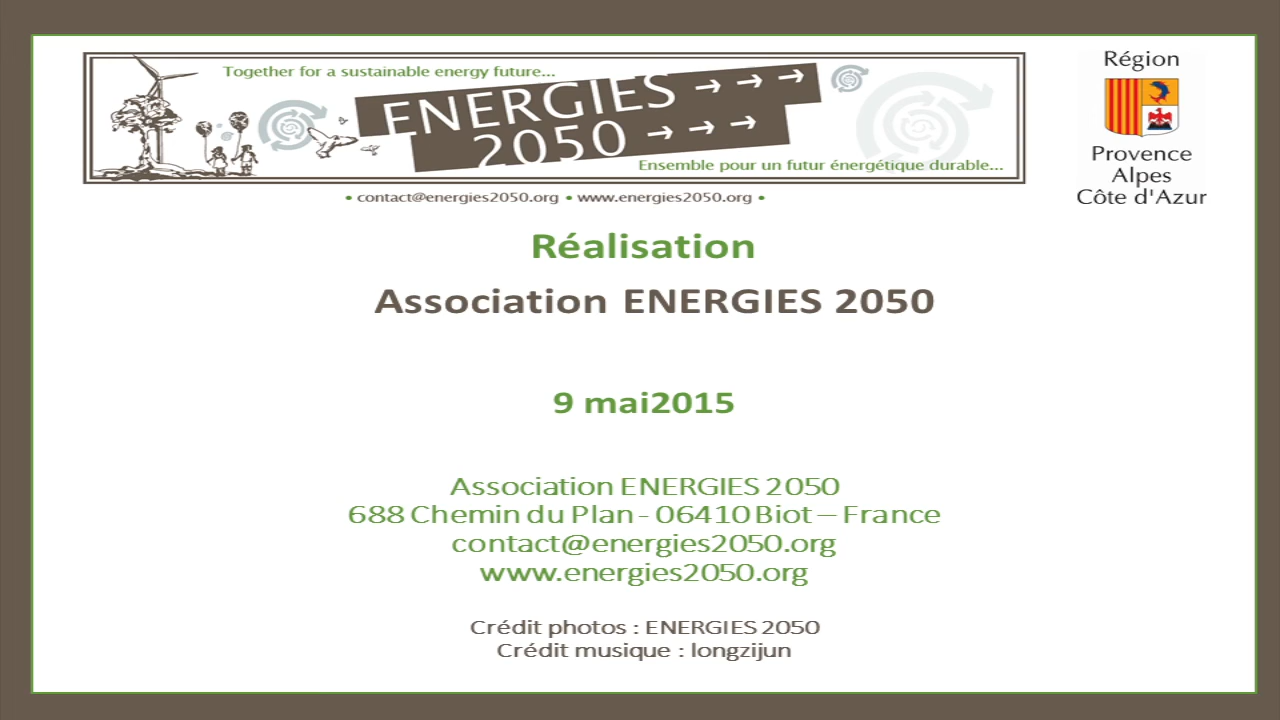 Together for a sustainable energy future...
ENERGIES → → →
2050 → → →
Ensemble pour un futur énergétique durable...
• contact@energies2050.org • www.energies2050.org •
Région
Provence
Alpes
Côte d'Azur
Réalisation
Association ENERGIES 2050
9 mai2015
Association ENERGIES 2050
688 Chemin du Plan - 06410 Biot – France
contact@energies2050.org
www.energies2050.org
Crédit photos : ENERGIES 2050
Crédit musique : longzijun